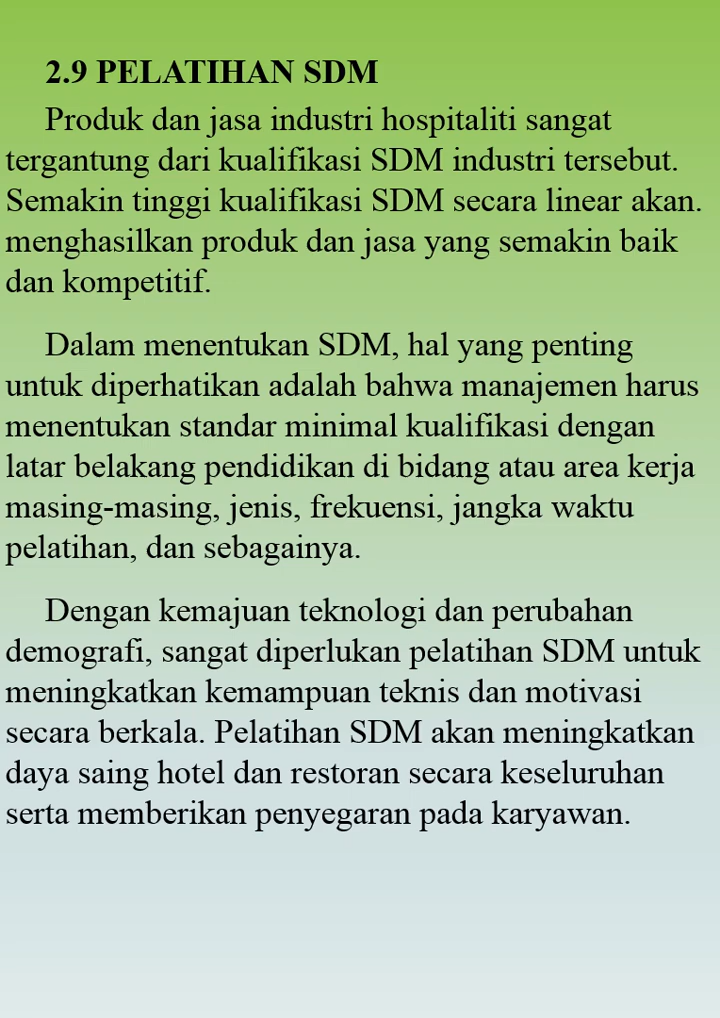 2.9 PELATIHAN SDM
Produk dan jasa industri hospitaliti sangat
tergantung dari kualifikasi SDM industri tersebut.
Semakin tinggi kualifikasi SDM secara linear akan.
menghasilkan produk dan jasa yang semakin baik
dan kompetitif.
Dalam menentukan SDM, hal yang penting
untuk diperhatikan adalah bahwa manajemen harus
menentukan standar minimal kualifikasi dengan
latar belakang pendidikan di bidang atau area kerja
masing-masing, jenis, frekuensi, jangka waktu
pelatihan, dan sebagainya.
Dengan kemajuan teknologi dan perubahan
demografi, sangat diperlukan pelatihan SDM untuk
meningkatkan kemampuan teknis dan motivasi
secara berkala. Pelatihan SDM akan meningkatkan
daya saing hotel dan restoran secara keseluruhan
serta memberikan penyegaran pada karyawan.